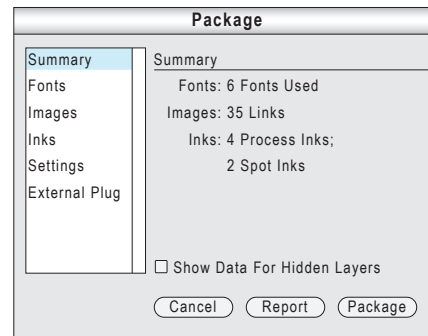 Package
Summary
Fonts
Images
Inks
Settings
External Plug
Summary
Fonts: 6 Fonts Used
Images: 35 Links
Inks: 4 Process Inks;
2 Spot Inks
Show Data For Hidden Layers
Cancel
Report
Package